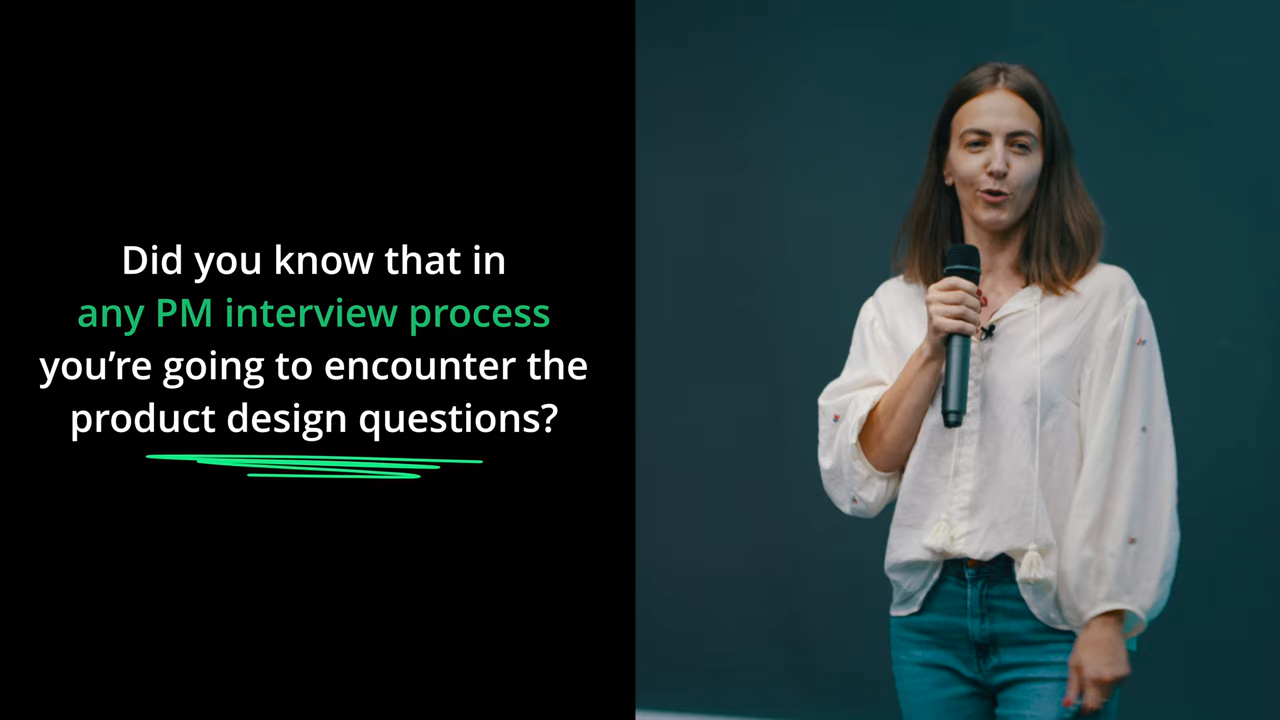 Did you know that in
any PM interview process
you’re going to encounter the
product design questions?